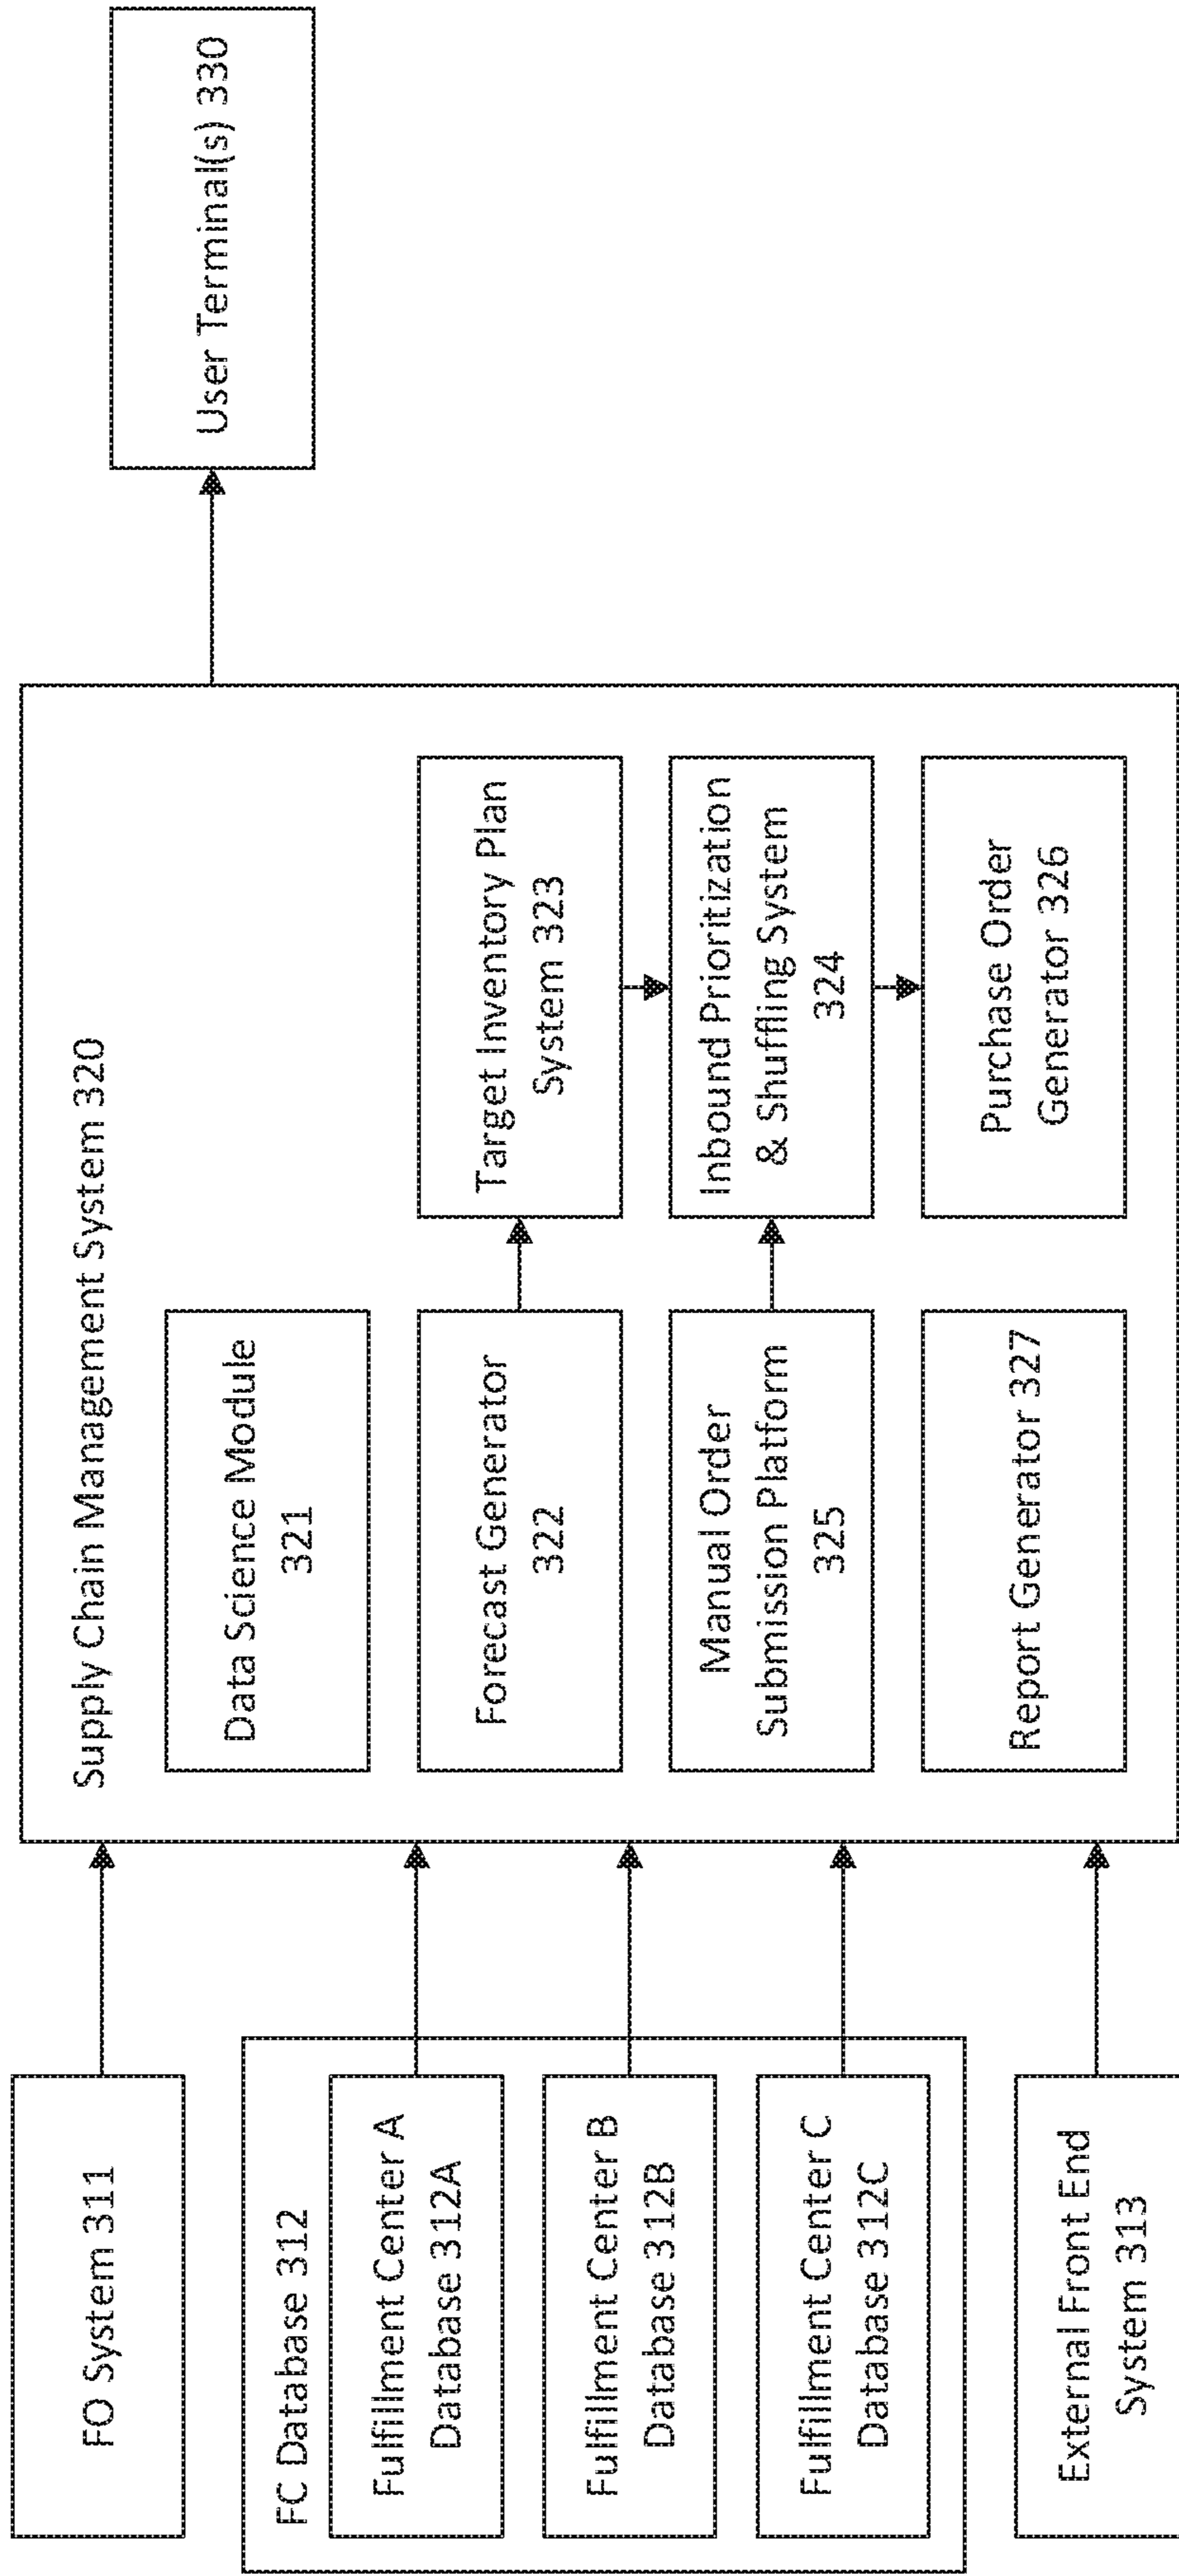 FO System 311
FC Database 312
Fulfillment Center A
Database 312A
Fulfillment Center B
Database 312B
Fulfillment Center C
Database 312C
External Front End
System 313
Supply Chain Management System 320
Data Science Module
321
Forecast Generator
322
Target Inventory Plan
System 323
Manual Order
Submission Platform
325
Inbound Prioritization
& Shuffling System
324
Report Generator 327
Purchase Order
Generator 326
User Terminal(s) 330